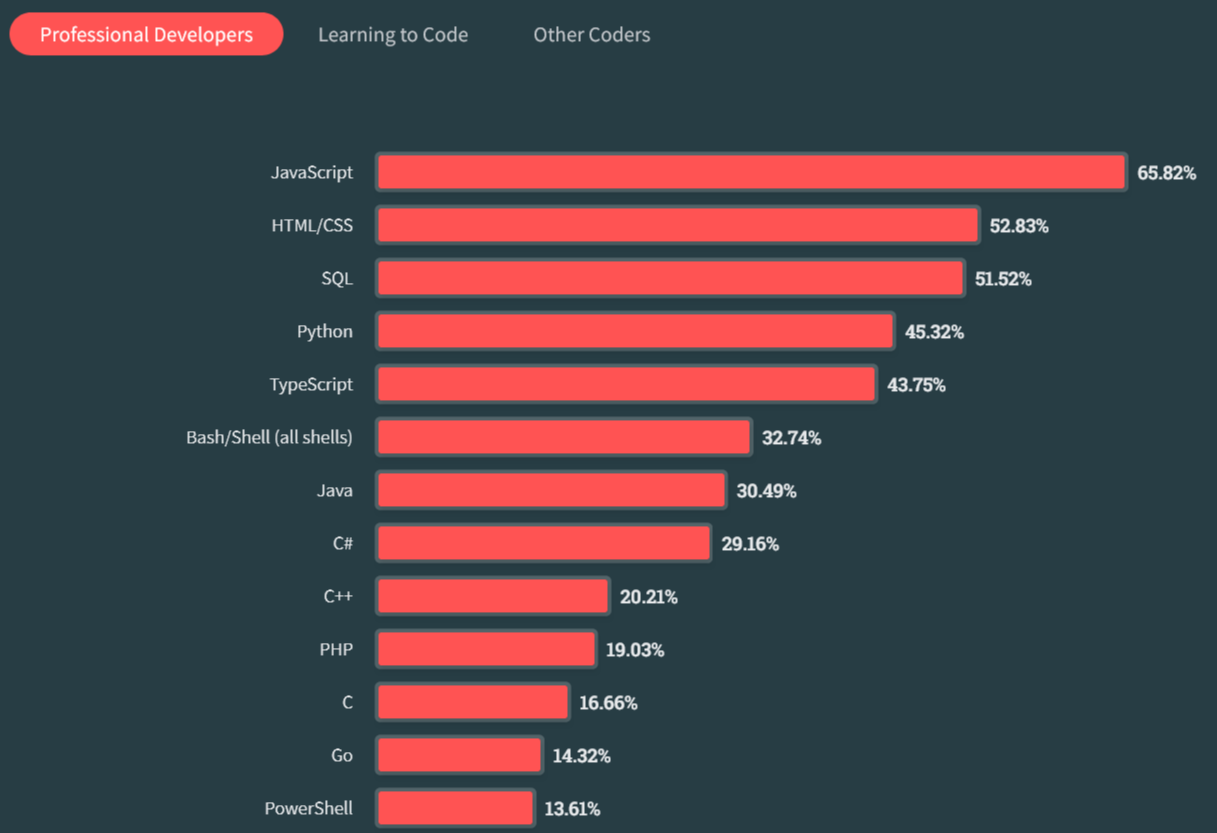 Professional Developers Learning to Code Other Coders
JavaScript 65.82%
HTML/CSS 52.83%
SQL 51.52%
Python 45.32%
TypeScript 43.75%
Bash/Shell (all shells) 32.74%
Java 30.49%
C# 29.16%
C++ 20.21%
PHP 19.03%
C 16.66%
Go 14.32%
PowerShell 13.61%